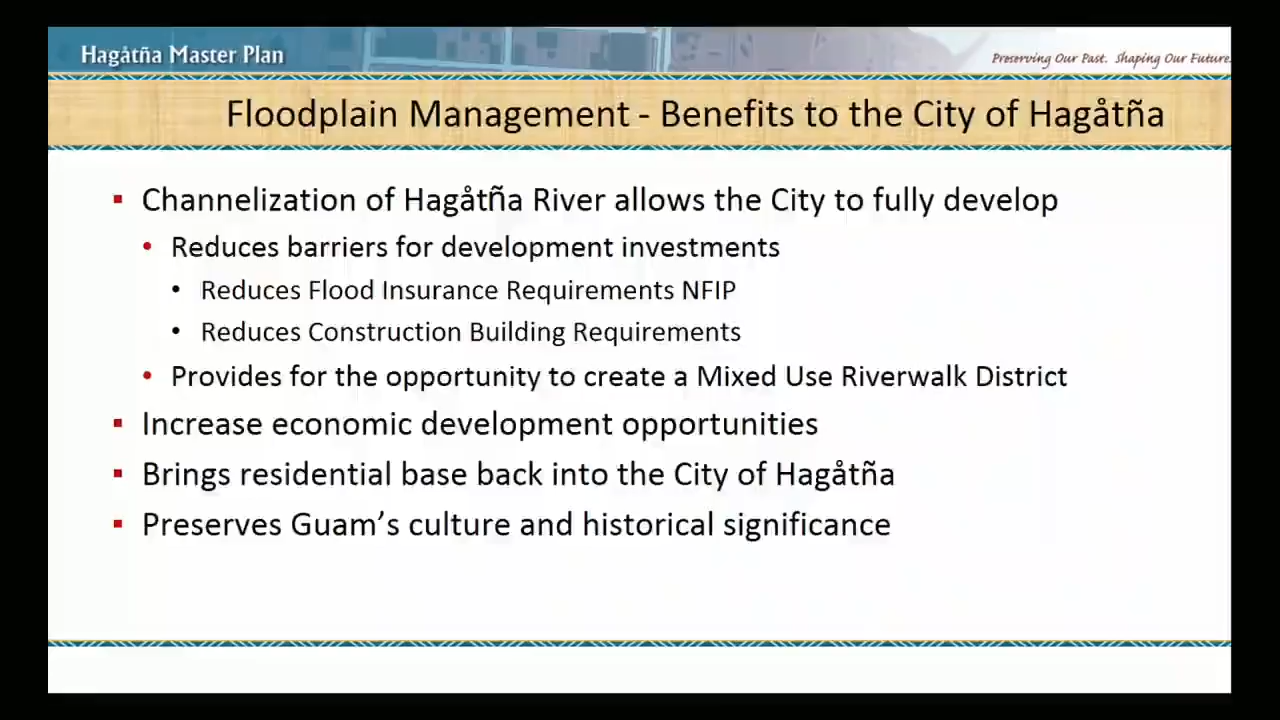 Hagåtña Master Plan
Preserving Our Past. Shaping Our Future.
Floodplain Management - Benefits to the City of Hagåtña
▪ Channelization of Hagåtña River allows the City to fully develop
• Reduces barriers for development investments
• Reduces Flood Insurance Requirements NFIP
• Reduces Construction Building Requirements
• Provides for the opportunity to create a Mixed Use Riverwalk District
▪ Increase economic development opportunities
▪ Brings residential base back into the City of Hagåtña
▪ Preserves Guam’s culture and historical significance